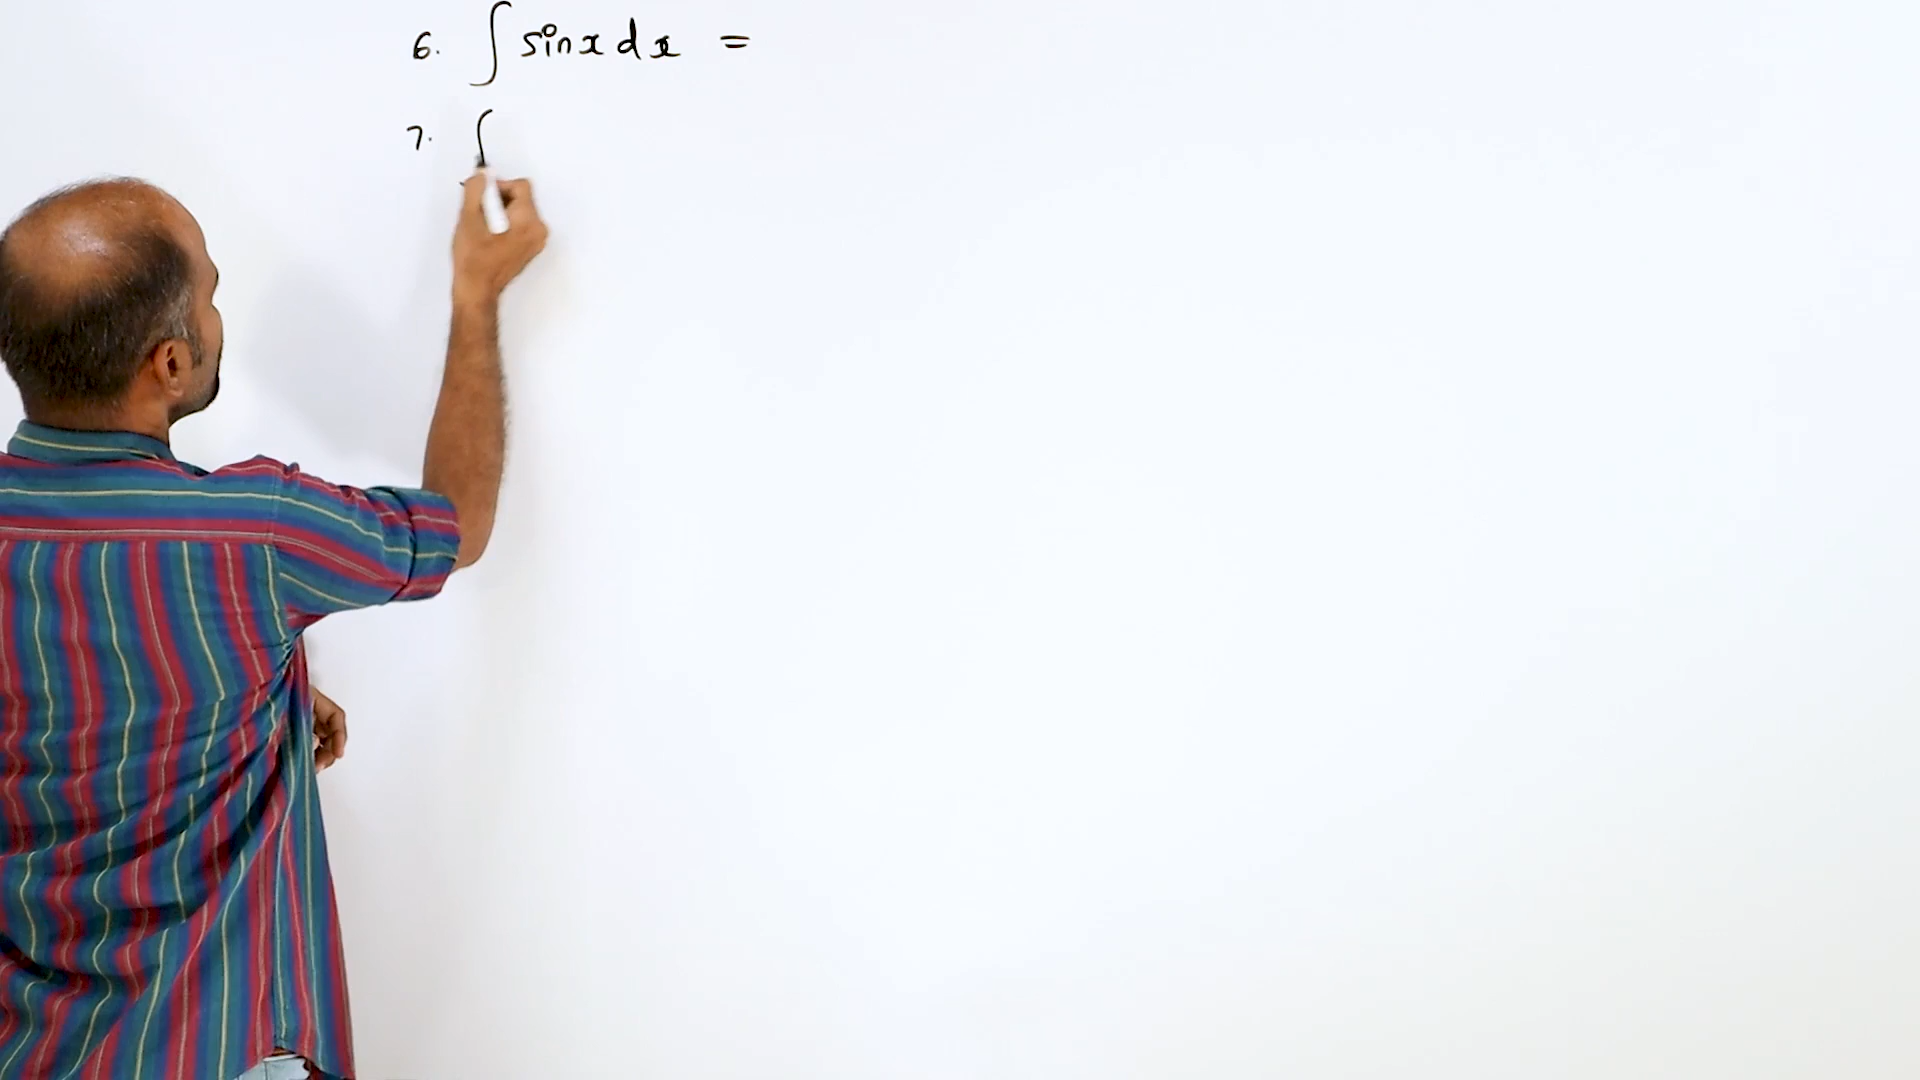 6. ∫ sin x dx =
7. ∫